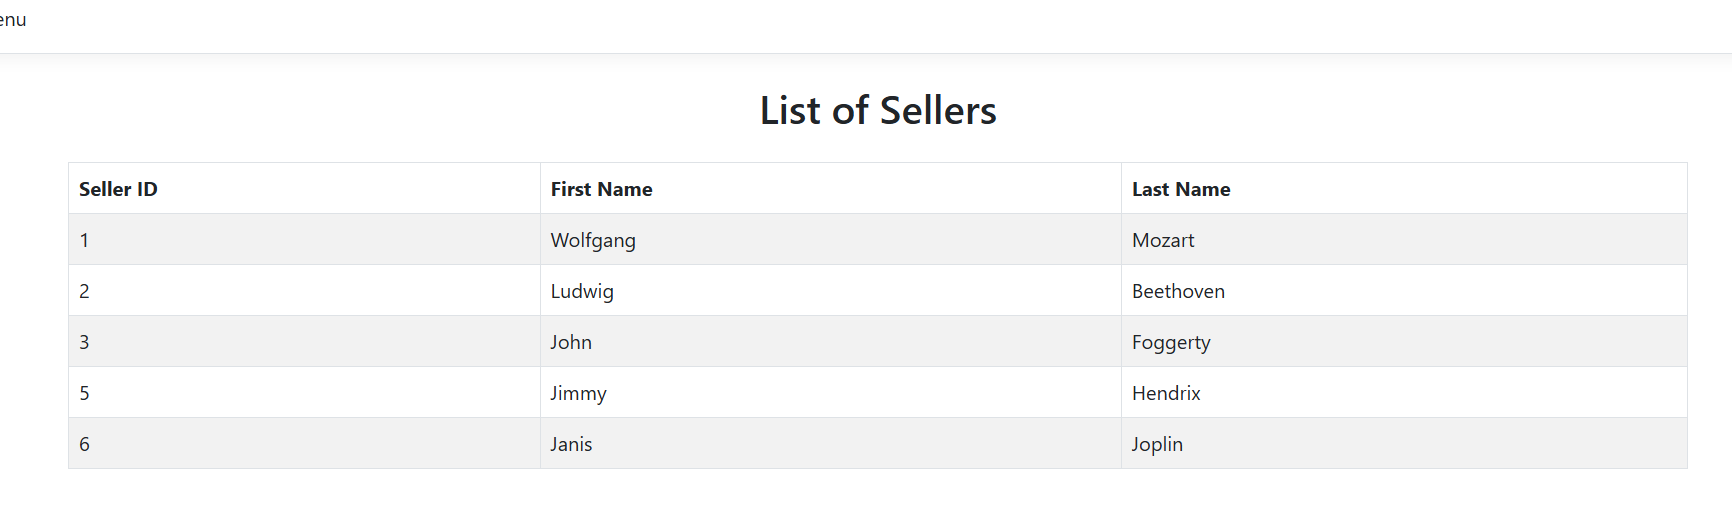 enu
List of Sellers
Seller ID First Name Last Name
1 Wolfgang Mozart
2 Ludwig Beethoven
3 John Foggerty
5 Jimmy Hendrix
6 Janis Joplin